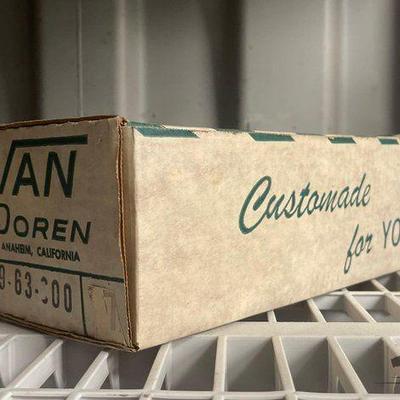 VAN
DOREN
ANAHEIM, CALIFORNIA
9-63-300
Customade
for YO